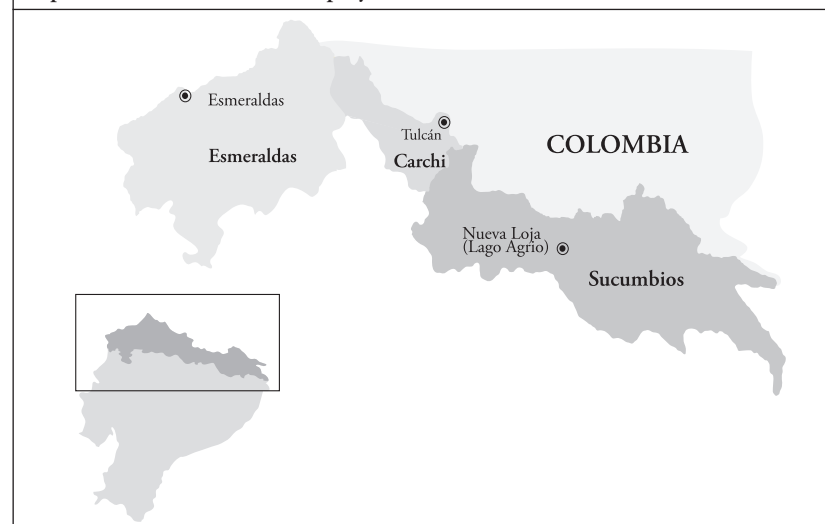 Esmeraldas
Esmeraldas
Tulcán
Carchi
COLOMBIA
Nueva Loja
(Lago Agrio)
Sucumbios